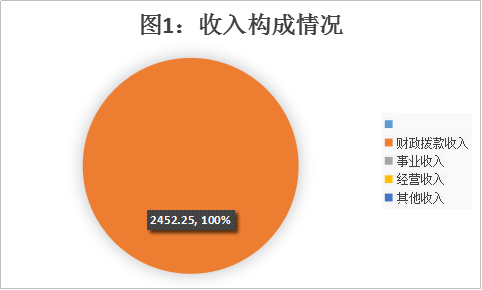 图1：收入构成情况
2452.25, 100%
财政拨款收入
事业收入
经营收入
其他收入